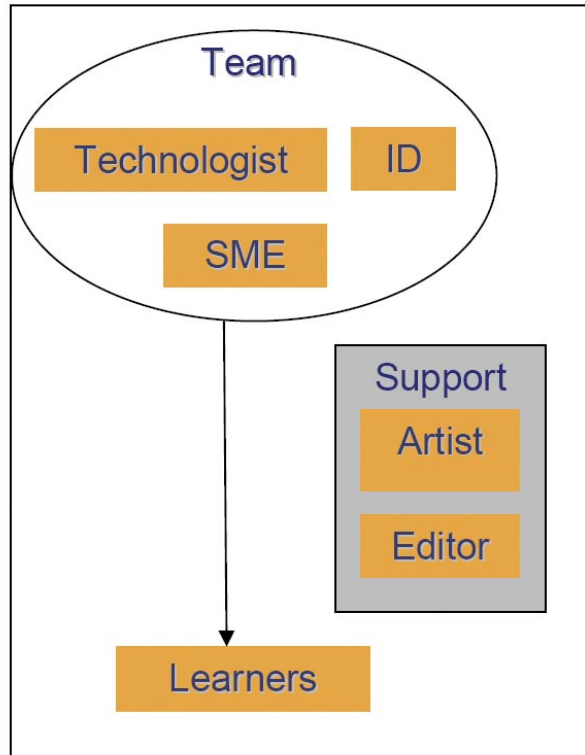 Team
Technologist
ID
SME
Support
Artist
Editor
Learners